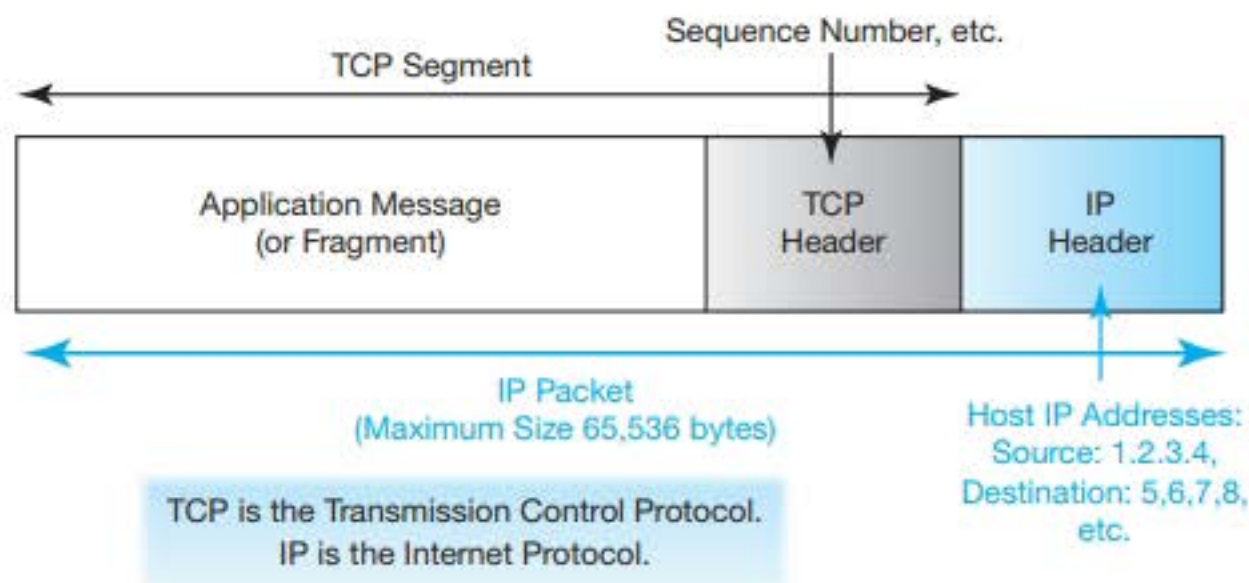 Sequence Number, etc.
TCP Segment
Application Message
(or Fragment)
TCP
Header
IP
Header
IP Packet
(Maximum Size 65,536 bytes)
Host IP Addresses:
Source: 1.2.3.4,
Destination: 5,6,7,8,
etc.
TCP is the Transmission Control Protocol.
IP is the Internet Protocol.